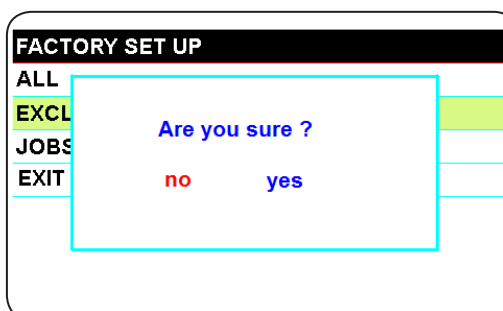 FACTORY SET UP
ALL
EXCL
Are you sure ?
JOBS
EXIT
no yes